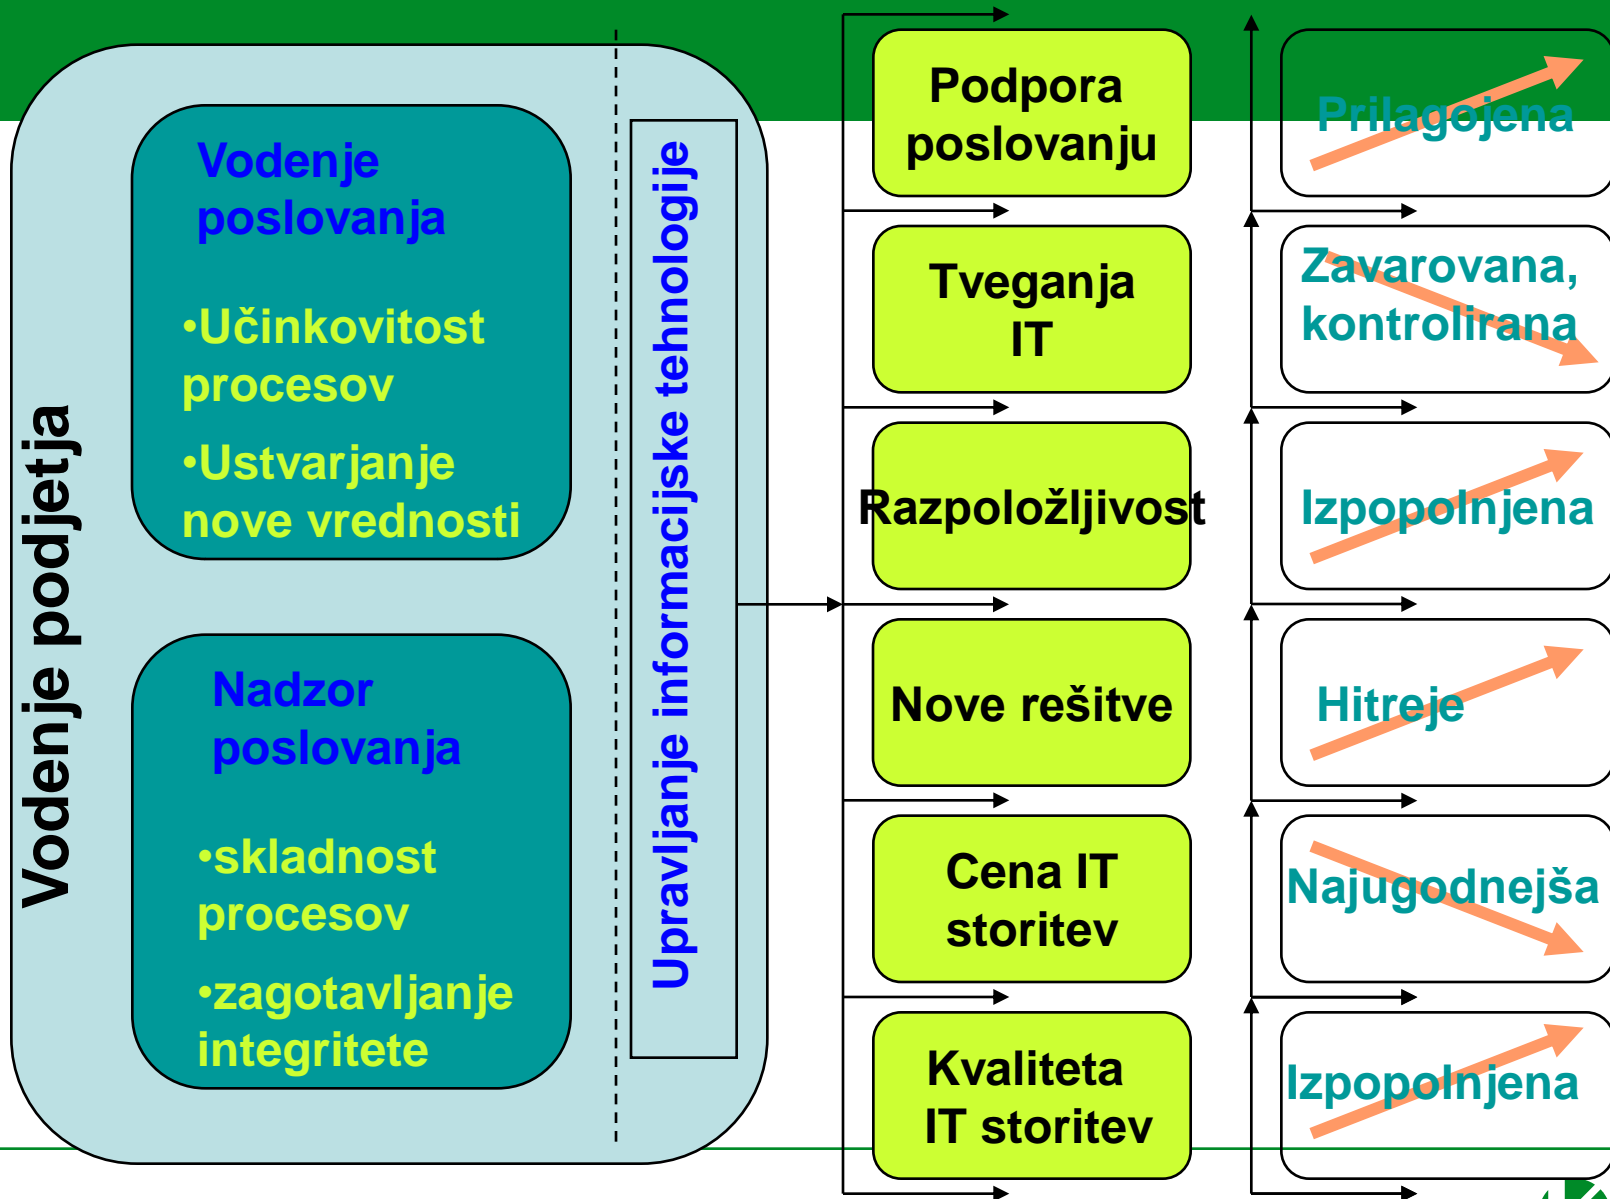 Vodenje podjetja
Vodenje
poslovanja
•Učinkovitost
procesov
•Ustvarjanje
nove vrednosti
Nadzor
poslovanja
•skladnost
procesov
•zagotavljanje
integritete
Upravljanje informacijske tehnologije
Podpora
poslovanju
Prilagojena
Tveganja
IT
Zavarovana,
kontrolirana
Razpoložljivost
Izpopolnjena
Nove rešitve
Hitreje
Cena IT
storitev
Najugodnejša
Kvaliteta
IT storitev
Izpopolnjena